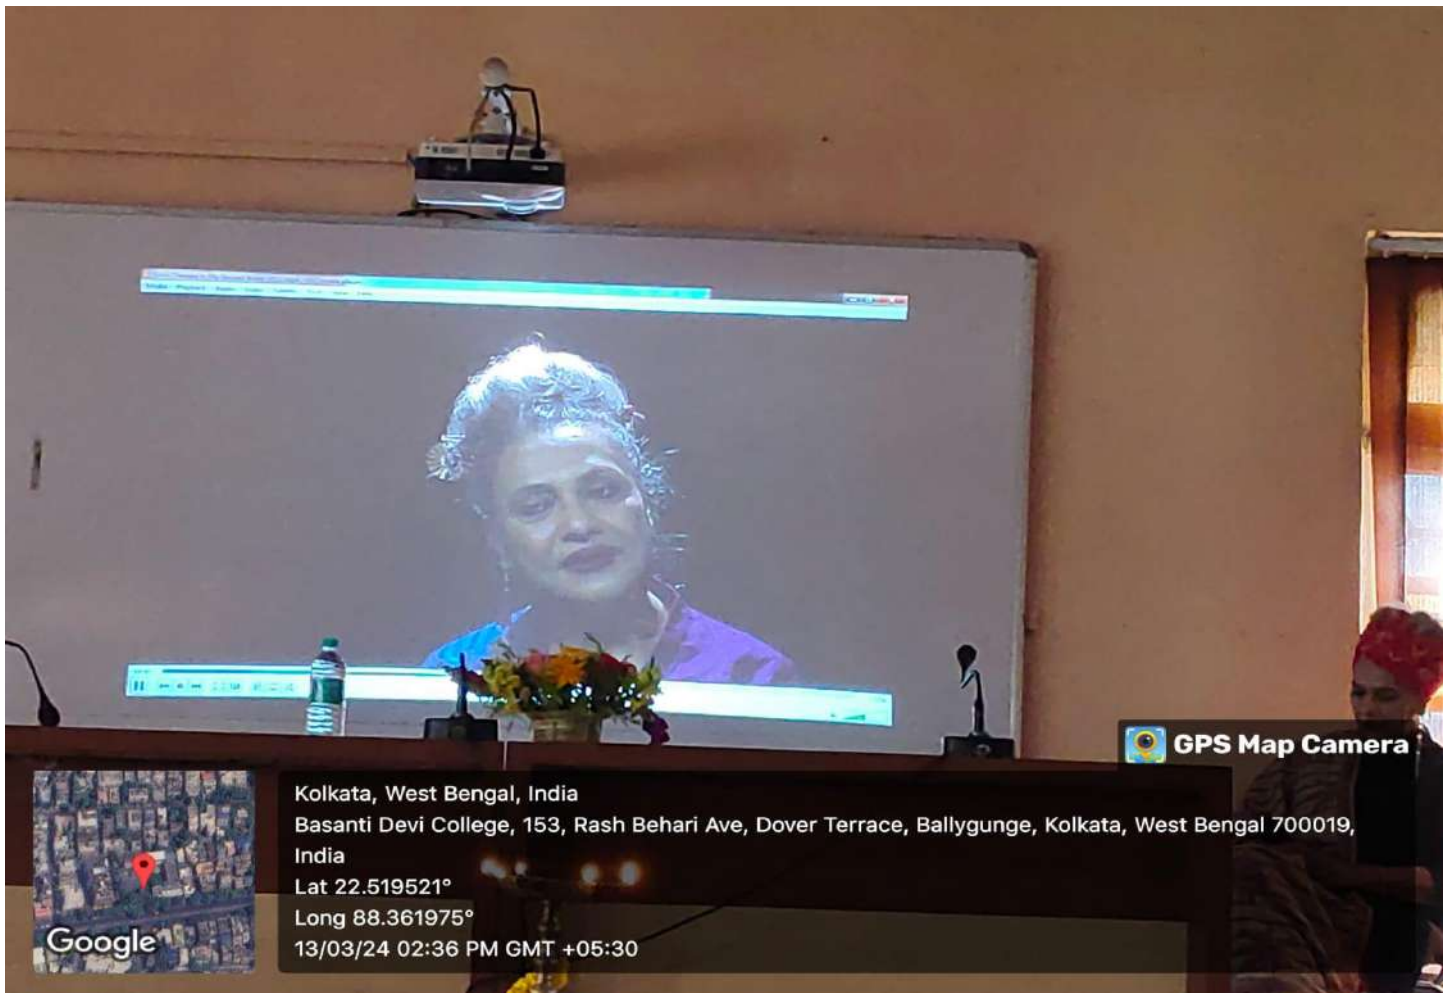 GPS Map Camera
Kolkata, West Bengal, India
Basanti Devi College, 153, Rash Behari Ave, Dover Terrace, Ballygunge, Kolkata, West Bengal 700019,
India
Lat 22.519521°
Long 88.361975°
13/03/24 02:36 PM GMT +05:30
Google